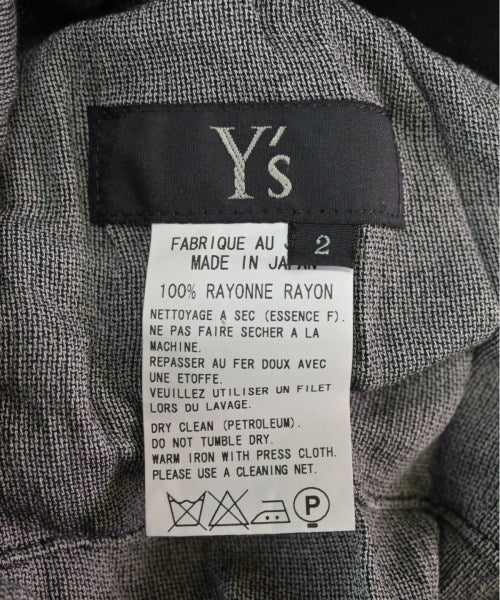 Y's
2
FABRIQUE AU
MADE IN JAPAN
100% RAYONNE RAYON
NETTOYAGE A SEC (ESSENCE F).
NE PAS FAIRE SECHER A LA
MACHINE.
REPASSER AU FER DOUX AVEC
UNE ETOFFE.
VEUILLEZ UTILISER UN FILET
LORS DU LAVAGE.
DRY CLEAN (PETROLEUM).
DO NOT TUMBLE DRY.
WARM IRON WITH PRESS CLOTH.
PLEASE USE A CLEANING NET.
P